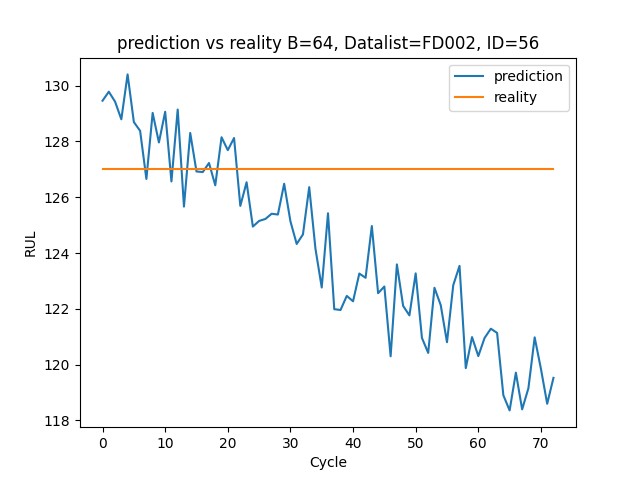 prediction vs reality B=64, Datalist=FD002, ID=56
prediction
reality
RUL
130
128
126
124
122
120
118
0 10 20 30 40 50 60 70
Cycle